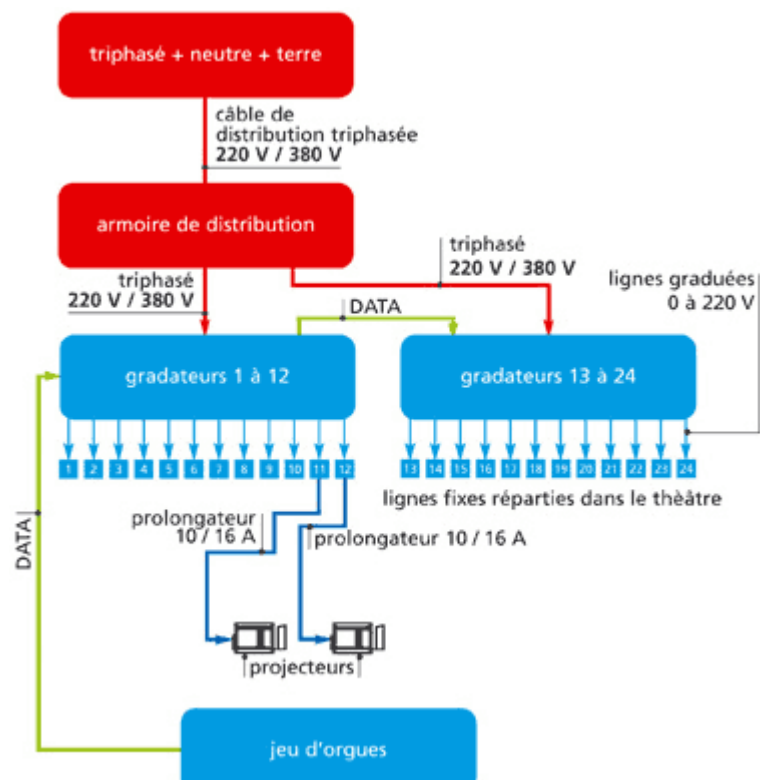 triphasé + neutre + terre
câble de
distribution triphasée
220 V / 380 V
armoire de distribution
triphasé
220 V / 380 V
triphasé
220 V / 380 V
lignes graduées
0 à 220 V
DATA
gradateurs 1 à 12
gradateurs 13 à 24
1 2 3 4 5 6 7 8 9 10 11 12
13 14 15 16 17 18 19 20 21 22 23 24
lignes fixes réparties dans le thèâtre
prolongateur
10 / 16 A
prolongateur 10 / 16 A
DATA
projecteurs
jeu d'orgues